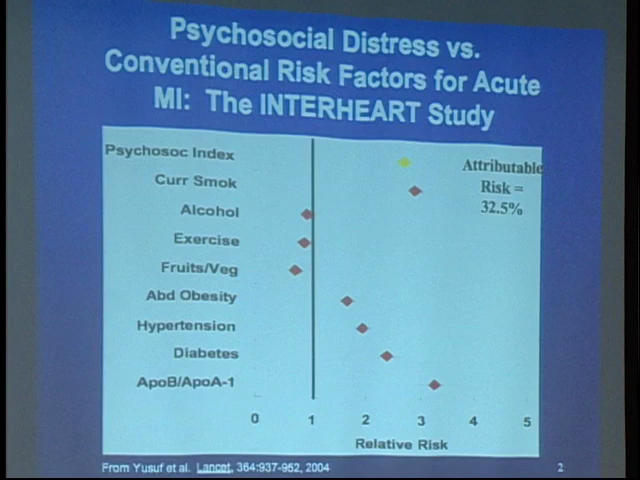 Psychosocial Distress vs.
Conventional Risk Factors for Acute
MI: The INTERHEART Study
Psychosoc Index
Curr Smok
Alcohol
Exercise
Fruits/Veg
Abd Obesity
Hypertension
Diabetes
ApoB/ApoA-1
Attributable
Risk =
32.5%
0 1 2 3 4 5
Relative Risk
From Yusuf et al. Lancet, 364:937-952, 2004
2